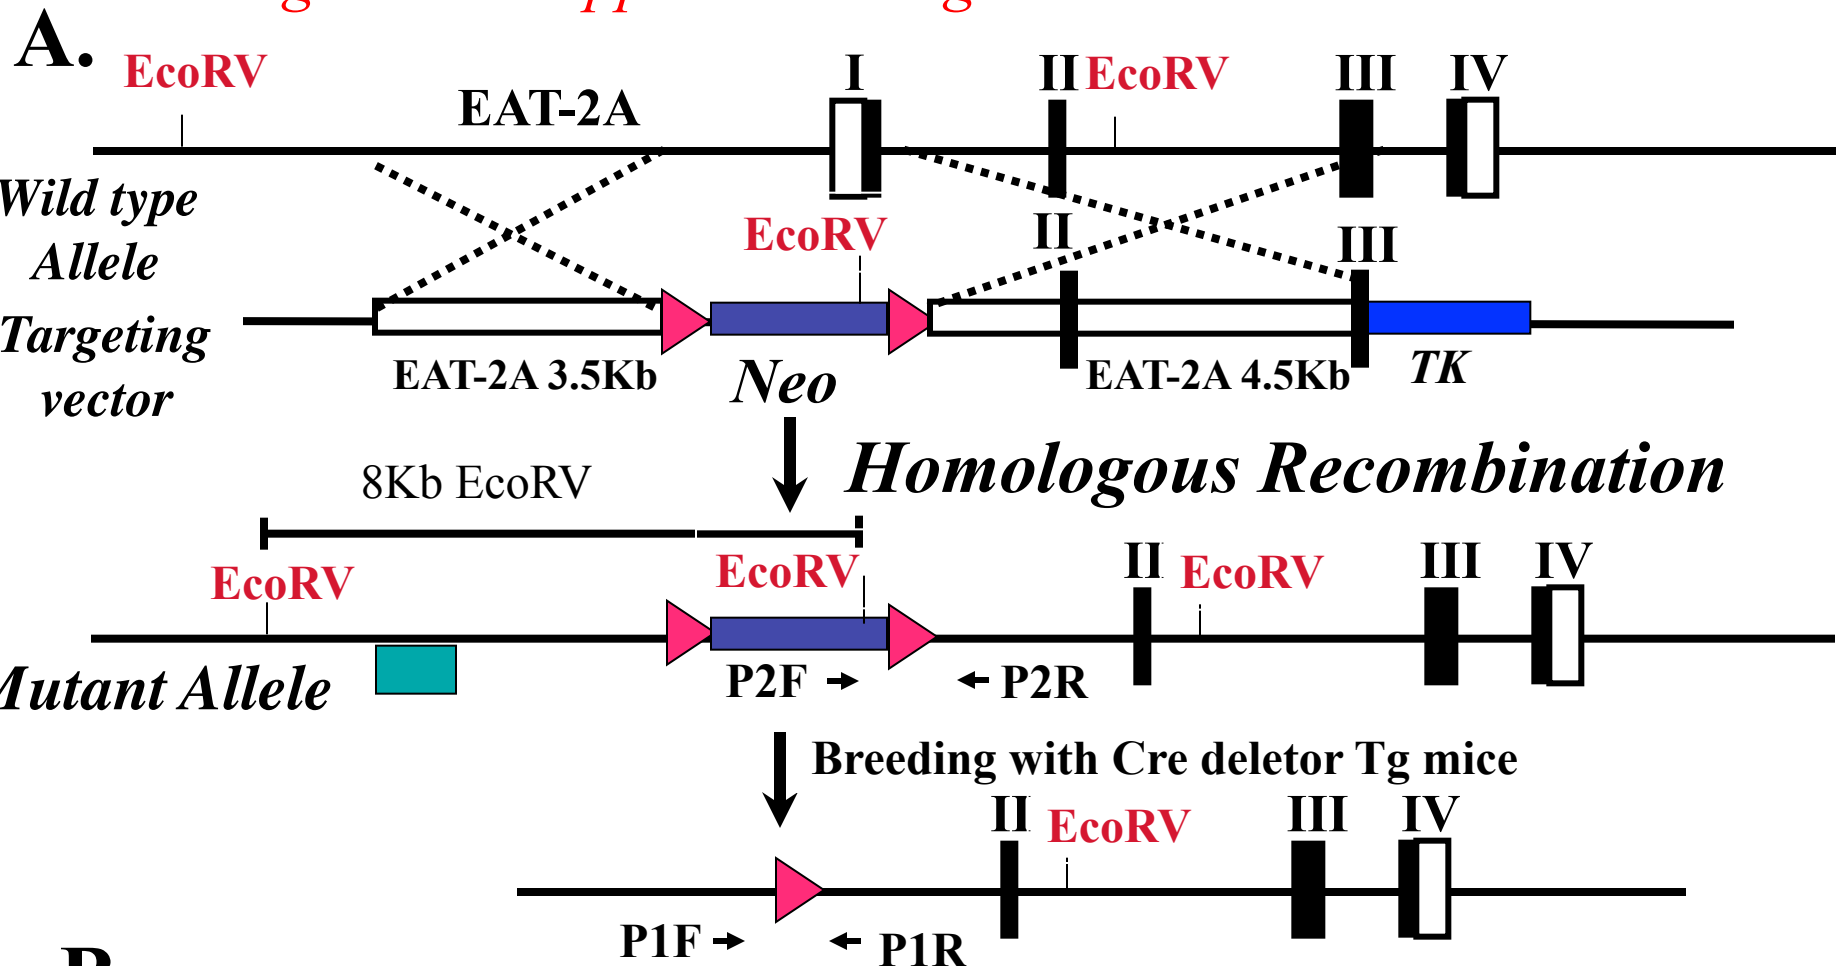 A.
EcoRV
EAT-2A
I
II
EcoRV
III
IV
Wild type
Allele
EcoRV
II
III
Targeting
vector
EAT-2A 3.5Kb
Neo
EAT-2A 4.5Kb
TK
Homologous Recombination
8Kb EcoRV
EcoRV
EcoRV
II
EcoRV
III
IV
Mutant Allele
P2F
P2R
Breeding with Cre deletor Tg mice
II
EcoRV
III
IV
P1F
P1R